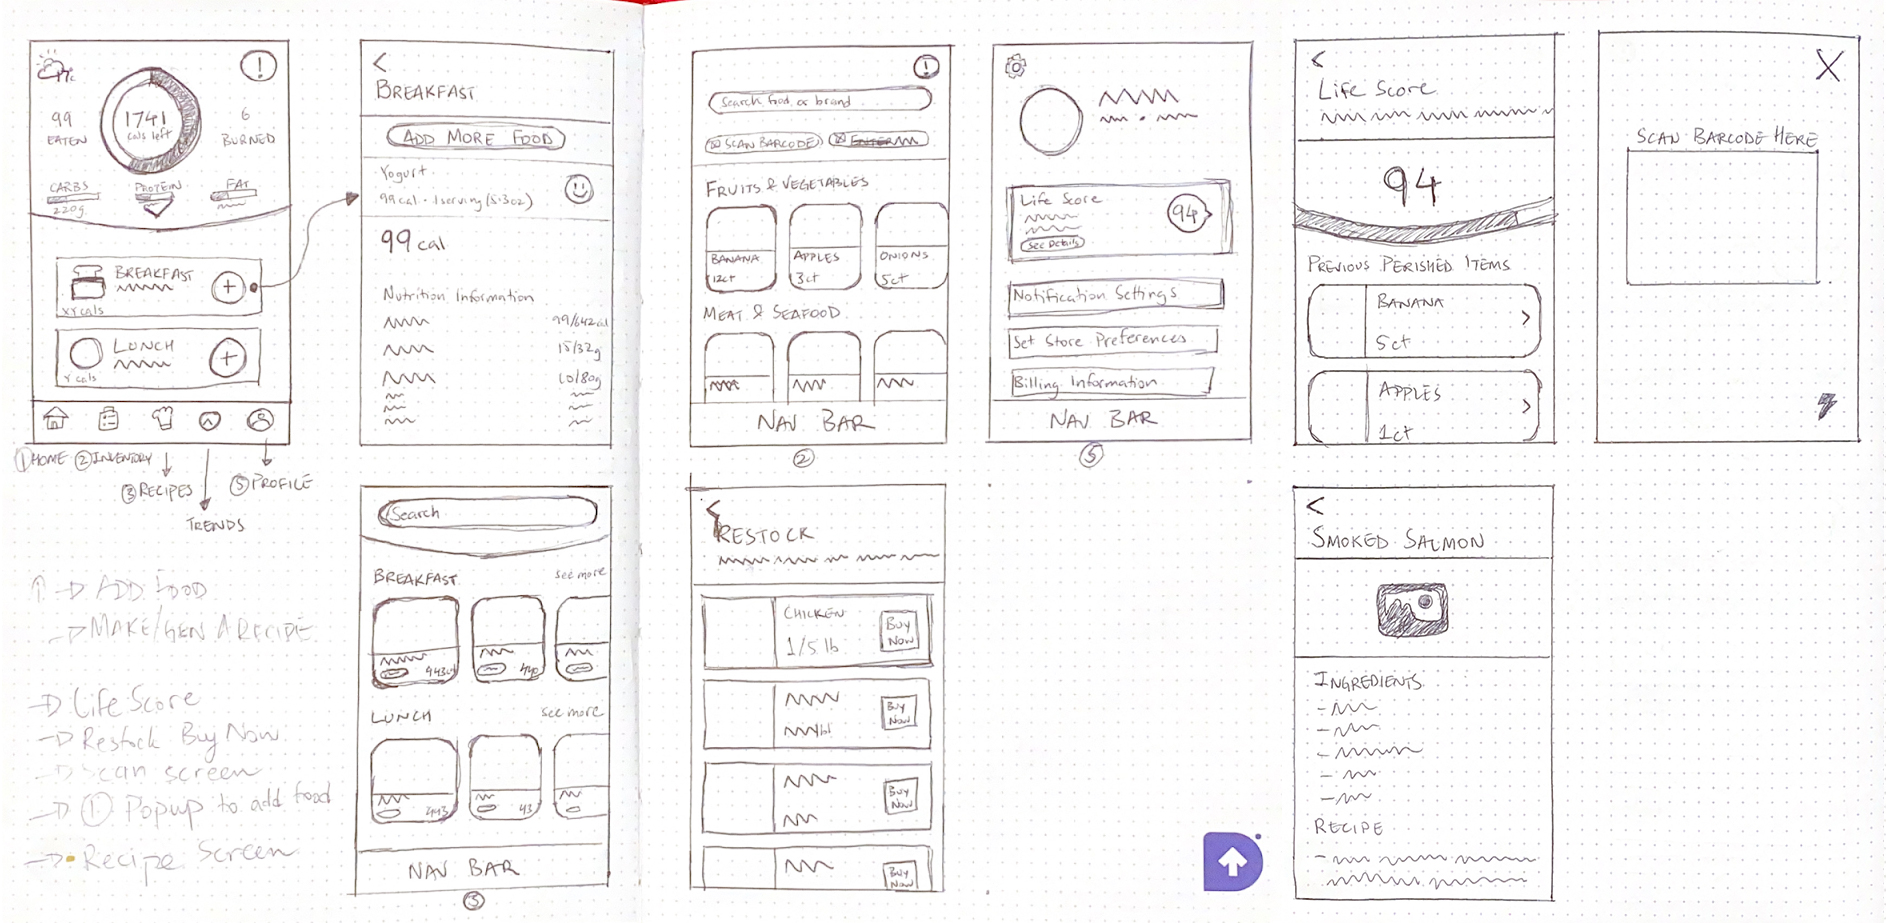 !
1741
cals left
99
EATEN
6
BURNED
CARBS
PROTEIN
FAT
220g
BREAKFAST
XY cals
+
LUNCH
Y cals
+
① HOME
② INVENTORY
③ RECIPES
TRENDS
⑤ PROFILE
↑ → ADD FOOD
→ MAKE/GEN A RECIPE
→ Life Score
→ Restock Buy Now
→ Scan screen
→ ① Popup to add food
→ Recipe Screen
<
BREAKFAST
ADD MORE FOOD
Yogurt
99 cal - 1 serving (5.3oz)
99 cal
Nutrition Information
99/642cal
15/32g
10/80g
Search
BREAKFAST
see more
443
440
LUNCH
see more
443
43
NAV BAR
③
!
Search food or brand
SCAN BARCODE
FRUITS & VEGETABLES
BANANA
12ct
APPLES
3ct
ONIONS
5ct
MEAT & SEAFOOD
NAV BAR
②
<
RESTOCK
CHICKEN
1/5 lb
Buy
Now
Buy
Now
Buy
Now
Buy
Now
Life Score
See Details
94
Notification Settings
Set Store Preferences
Billing Information
NAV BAR
⑤
<
Life Score
94
PREVIOUS PERISHED ITEMS
BANANA
5ct
>
APPLES
1ct
>
X
SCAN BARCODE HERE
<
SMOKED SALMON
INGREDIENTS
RECIPE